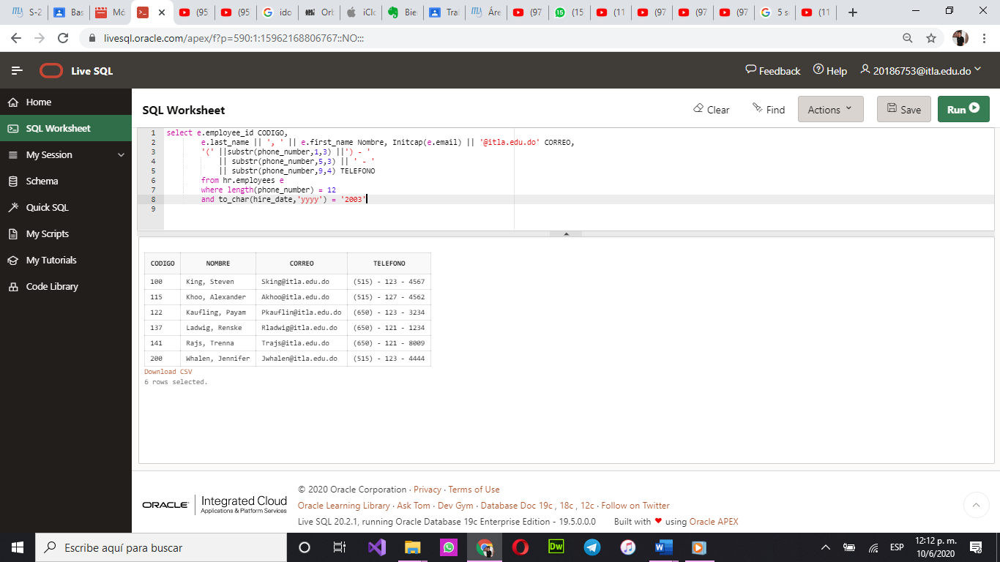 S-2
Bas
Mó
(95
(95
ido
Orb
iClo
Bie
Tra
Áre
(97
(15
(11
(97
(97
(97
5 s
(11
livesql.oracle.com/apex/f?p=590:1:15962168806767::NO:::
Live SQL
Feedback
Help
20186753@itla.edu.do
Home
SQL Worksheet
My Session
Schema
Quick SQL
My Scripts
My Tutorials
Code Library
SQL Worksheet
Clear
Find
Actions
Save
Run
1 select e.employee_id CODIGO,
2 e.last_name || ', ' || e.first_name Nombre, Initcap(e.email) || '@itla.edu.do' CORREO,
3 '(' ||substr(phone_number,1,3) ||') - '
4 || substr(phone_number,5,3) || ' - '
5 || substr(phone_number,9,4) TELEFONO
6 from hr.employees e
7 where length(phone_number) = 12
8 and to_char(hire_date,'yyyy') = '2003'
9
CODIGO NOMBRE CORREO TELEFONO
100 King, Steven Sking@itla.edu.do (515) - 123 - 4567
115 Khoo, Alexander Akhoo@itla.edu.do (515) - 127 - 4562
122 Kaufling, Payam Pkauflin@itla.edu.do (650) - 123 - 3234
137 Ladwig, Renske Rladwig@itla.edu.do (650) - 121 - 1234
141 Rajs, Trenna Trajs@itla.edu.do (650) - 121 - 8009
200 Whalen, Jennifer Jwhalen@itla.edu.do (515) - 123 - 4444
Download CSV
6 rows selected.
ORACLE Integrated Cloud
Applications & Platform Services
© 2020 Oracle Corporation · Privacy · Terms of Use
Oracle Learning Library · Ask Tom · Dev Gym · Database Doc 19c , 18c , 12c · Follow on Twitter
Live SQL 20.2.1, running Oracle Database 19c Enterprise Edition - 19.5.0.0.0 Built with ❤ using Oracle APEX
Escribe aquí para buscar
Dw
ESP
12:12 p. m.
10/6/2020